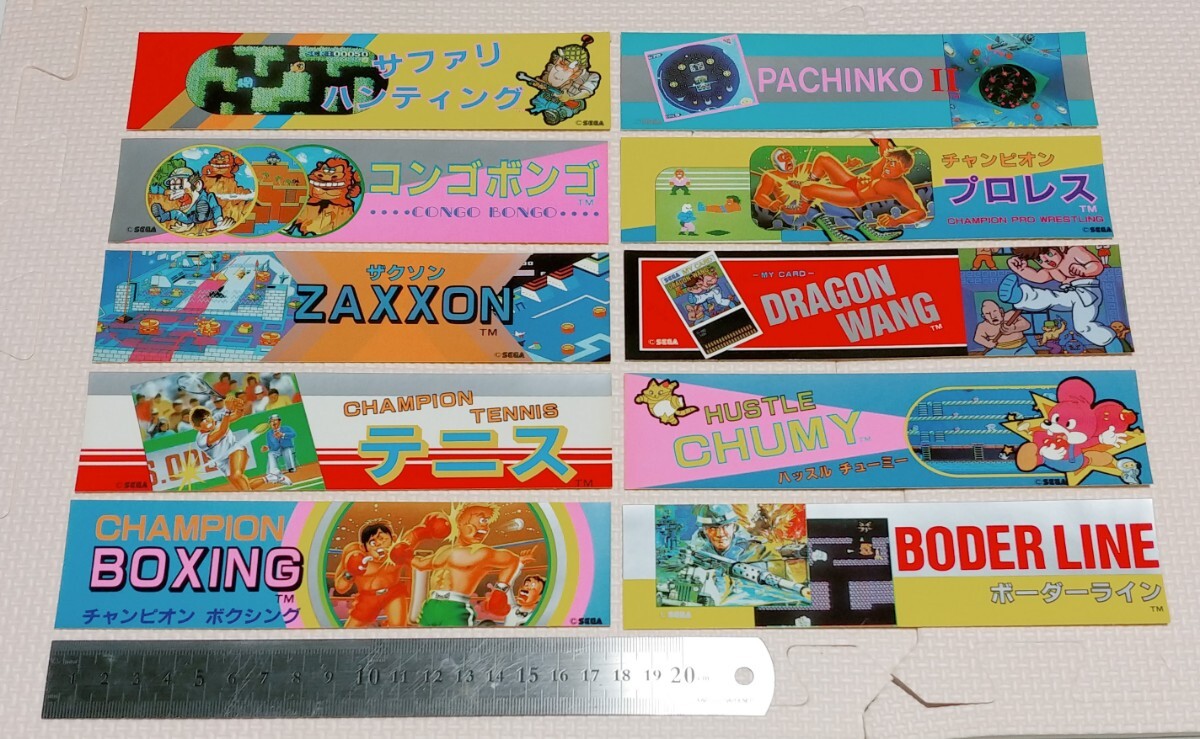 SCR100050
サファリ
ハンティング
©SEGA
コンゴボンゴ
TM
····CONGO BONGO····
©SEGA
ザクソン
ZAXXON
TM
©SEGA
CHAMPION
TENNIS
テニス
TM
©SEGA
CHAMPION
BOXING
TM
チャンピオン ボクシング
©SEGA
PACHINKO II
チャンピオン
プロレス
TM
CHAMPION PRO WRESTLING
©SEGA
-MY CARD-
DRAGON
WANG
TM
SEGA
©SEGA
HUSTLE
CHUMY
TM
ハッスル チューミー
©SEGA
BODER LINE
ボーダーライン
TM
©SEGA
1 2 3 4 5 6 7 8 9 10 11 12 13 14 15 16 17 18 19 20